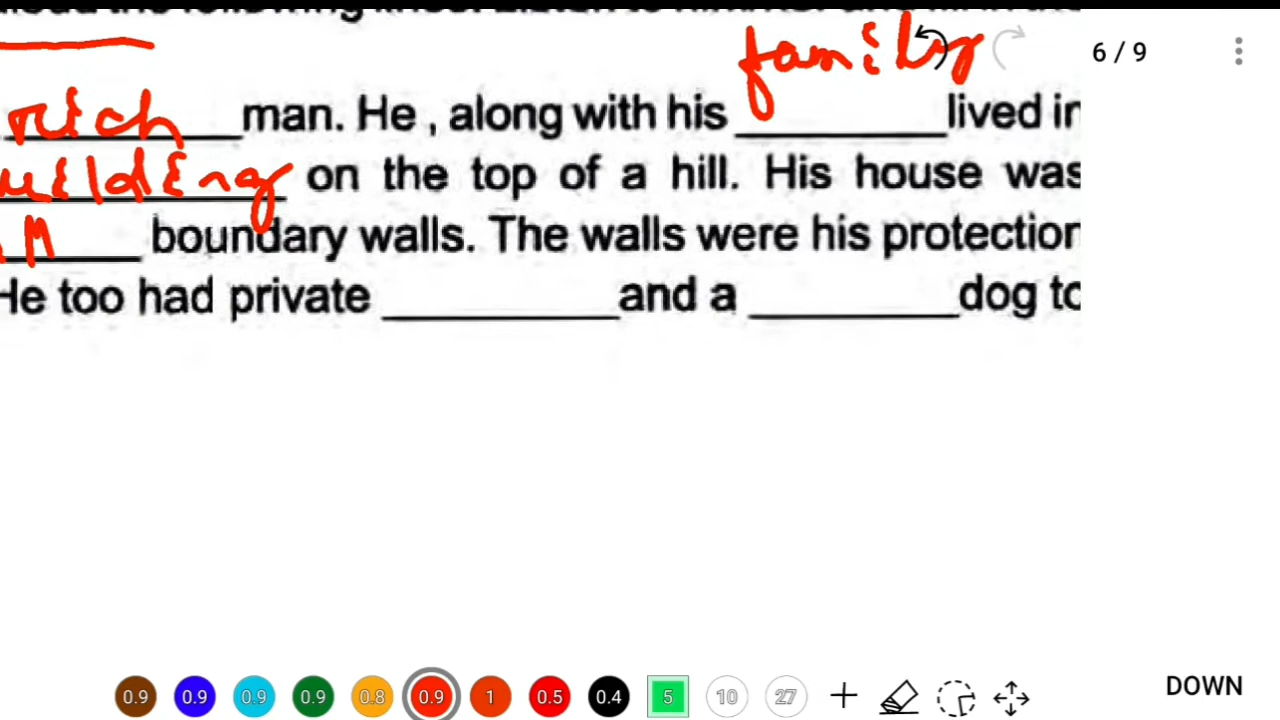 family
6 / 9
rich man. He , along with his lived in
on the top of a hill. His house was
boundary walls. The walls were his protection
He too had private and a dog to
0.9 0.9 0.9 0.9 0.8 0.9 1 0.5 0.4 5 10 27 DOWN